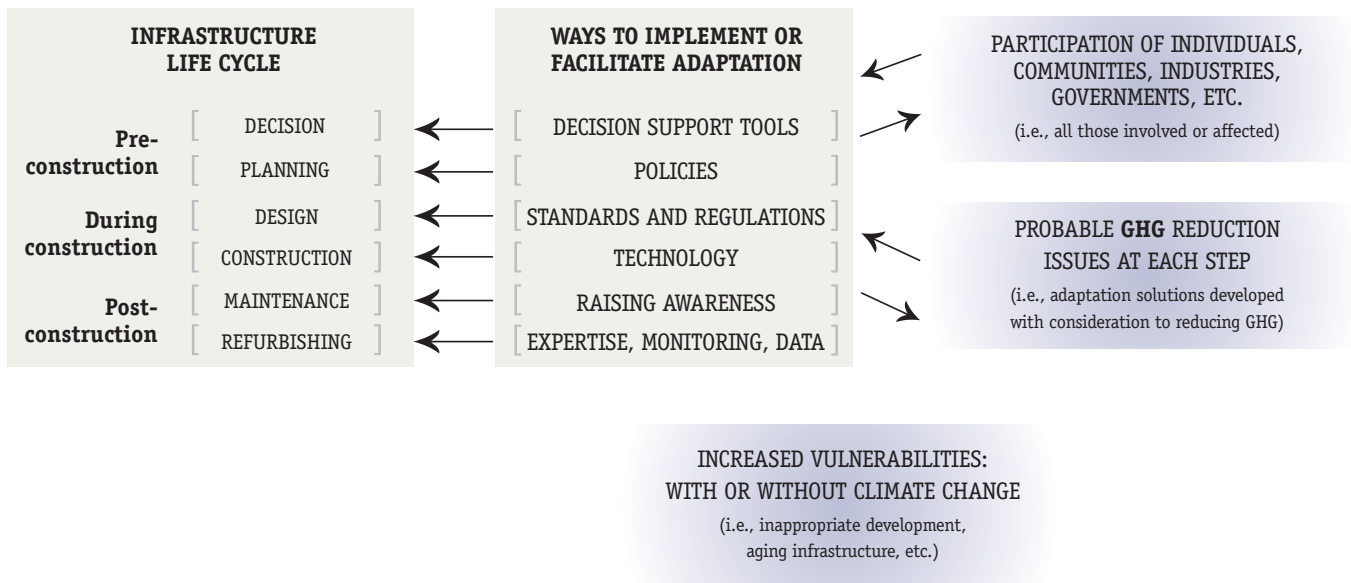 INFRASTRUCTURE
LIFE CYCLE
Pre-
construction
[ DECISION ]
[ PLANNING ]
During
construction
[ DESIGN ]
[ CONSTRUCTION ]
Post-
construction
[ MAINTENANCE ]
[ REFURBISHING ]
WAYS TO IMPLEMENT OR
FACILITATE ADAPTATION
[ DECISION SUPPORT TOOLS ]
[ POLICIES ]
[ STANDARDS AND REGULATIONS ]
[ TECHNOLOGY ]
[ RAISING AWARENESS ]
[ EXPERTISE, MONITORING, DATA ]
PARTICIPATION OF INDIVIDUALS,
COMMUNITIES, INDUSTRIES,
GOVERNMENTS, ETC.
(i.e., all those involved or affected)
PROBABLE GHG REDUCTION
ISSUES AT EACH STEP
(i.e., adaptation solutions developed
with consideration to reducing GHG)
INCREASED VULNERABILITIES:
WITH OR WITHOUT CLIMATE CHANGE
(i.e., inappropriate development,
aging infrastructure, etc.)